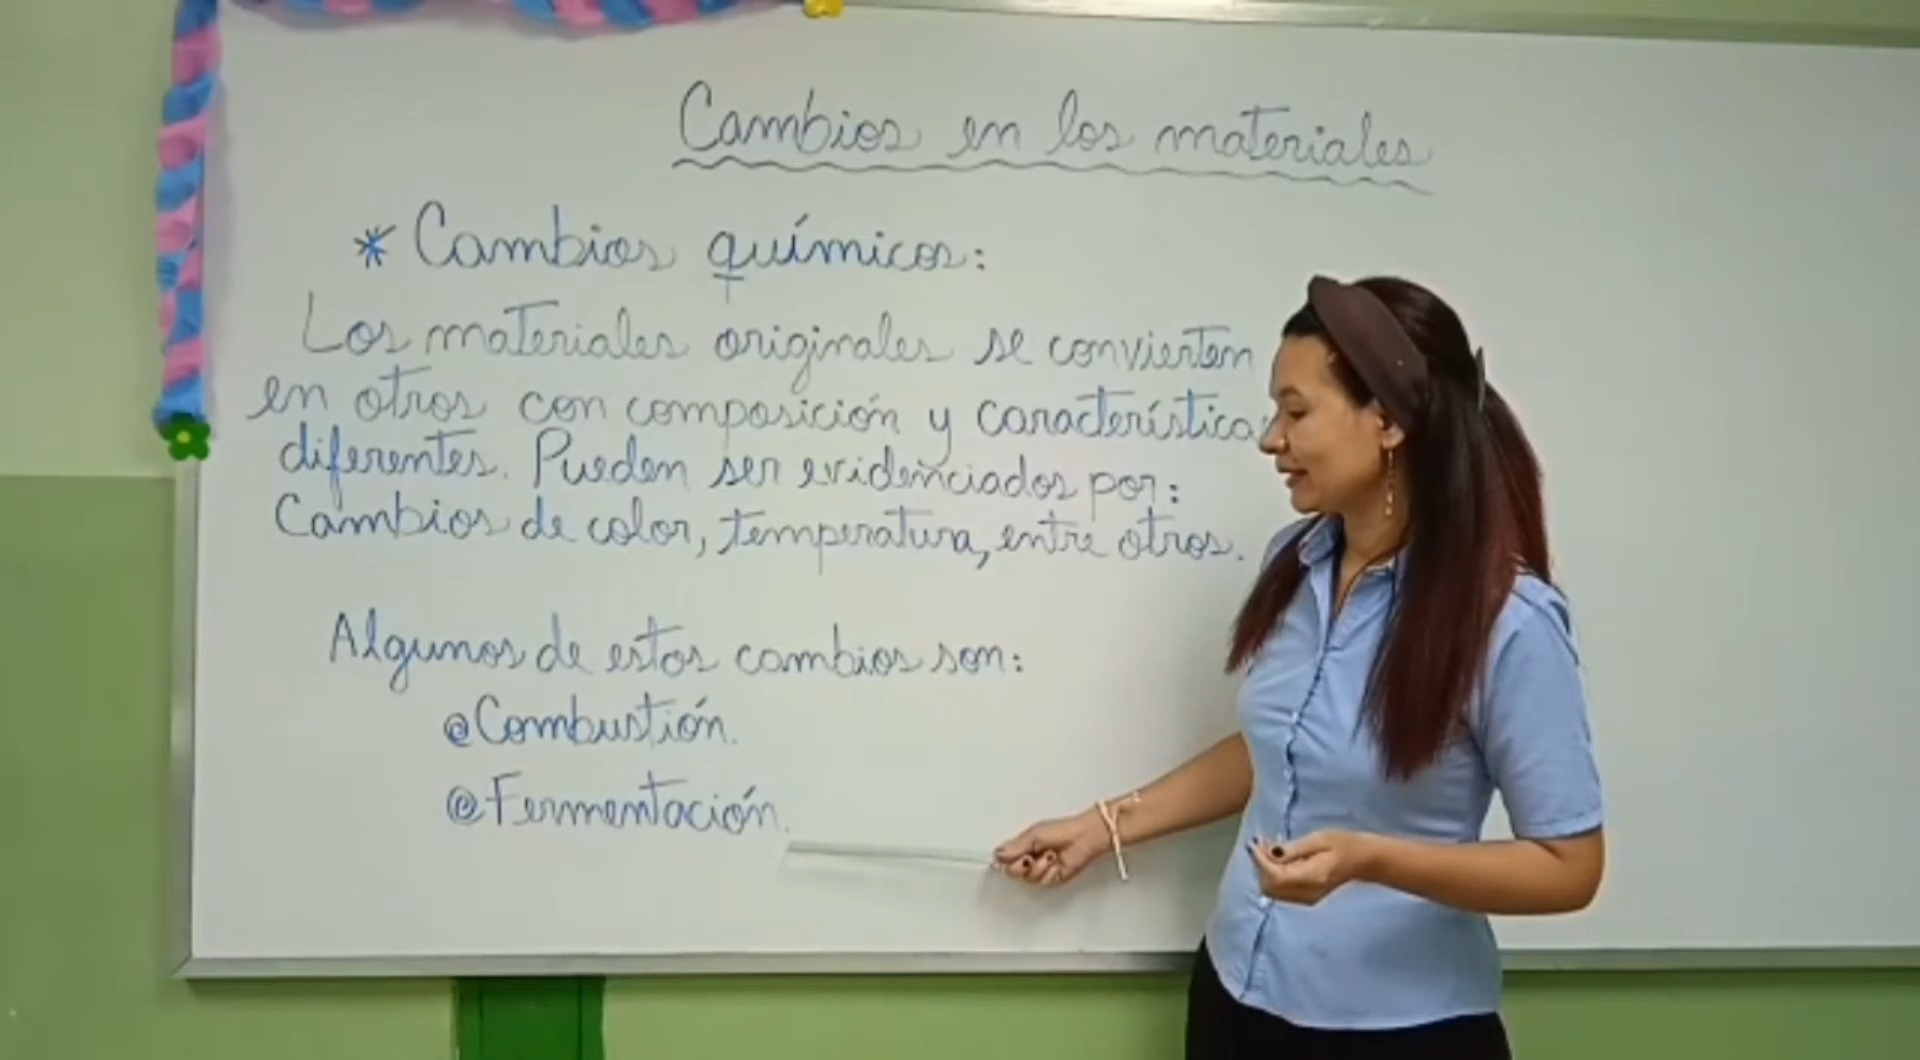 Cambios en los materiales
* Cambios químicos:
Los materiales originales se convierten
en otros con composición y característica
diferentes. Pueden ser evidenciados por:
Cambios de color, temperatura, entre otros.
Algunos de estos cambios son:
@Combustión.
@Fermentación.